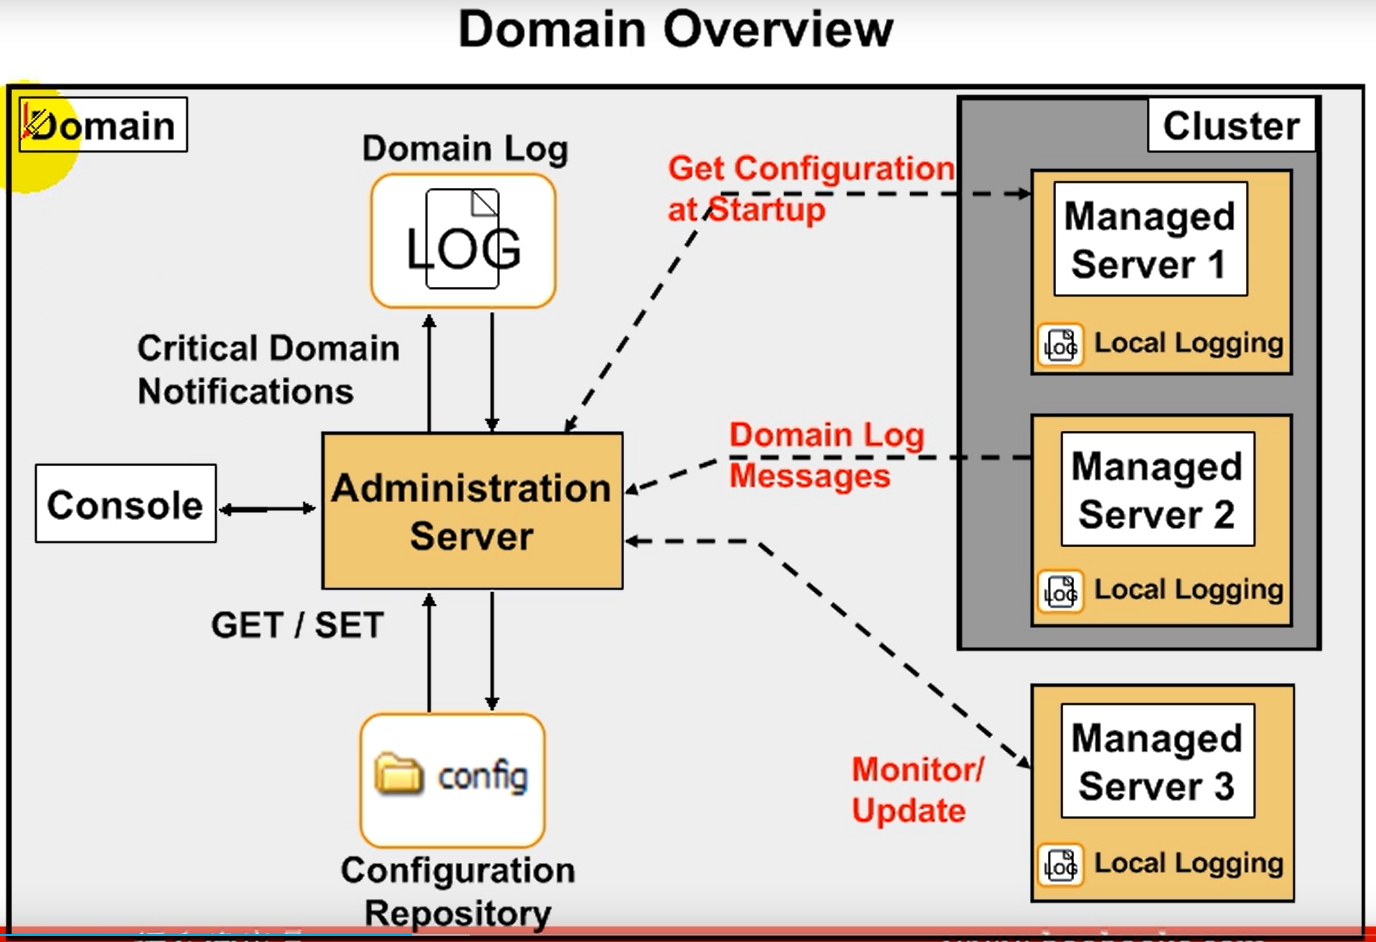 Domain Overview
Domain
Cluster
Domain Log
LOG
Get Configuration
at Startup
Managed
Server 1
LOG
Local Logging
Critical Domain
Notifications
Domain Log
Messages
Managed
Server 2
LOG
Local Logging
Console
Administration
Server
GET / SET
config
Configuration
Repository
Monitor/
Update
Managed
Server 3
LOG
Local Logging